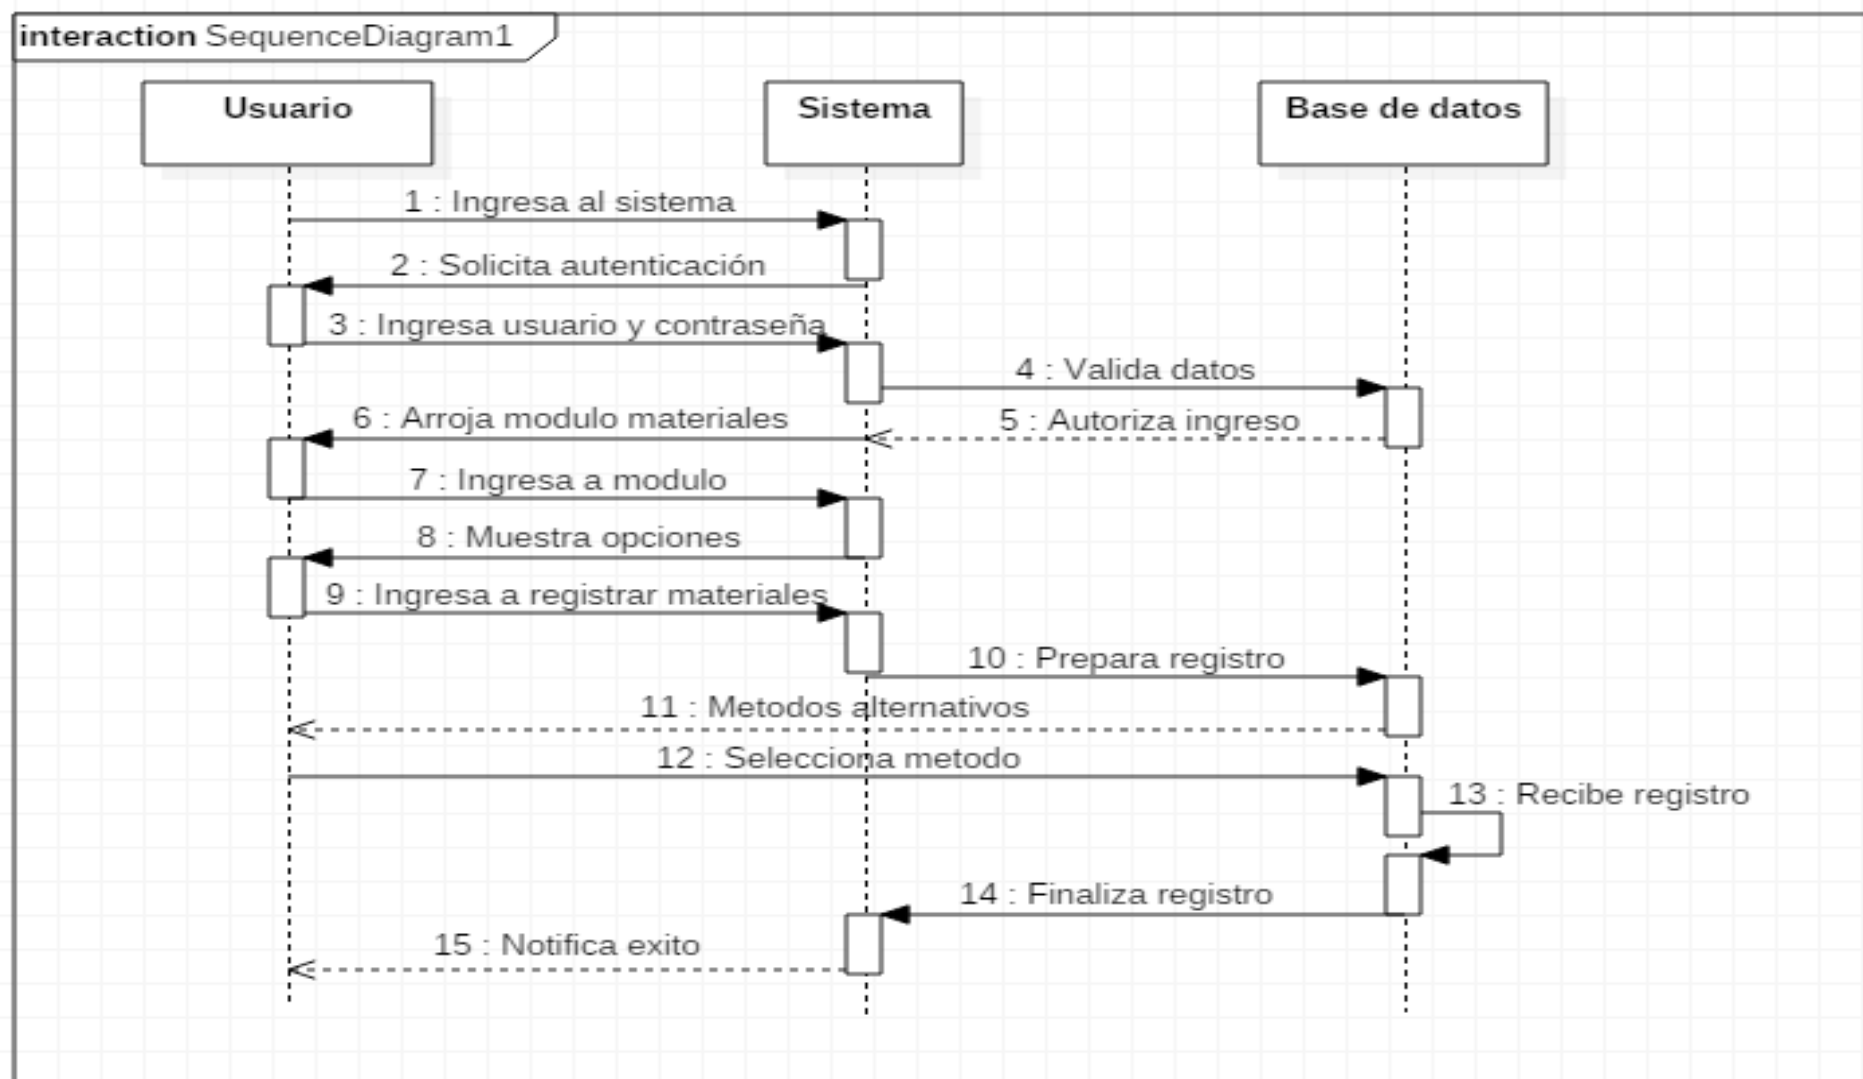 interaction SequenceDiagram1
Usuario
Sistema
Base de datos
1 : Ingresa al sistema
2 : Solicita autenticación
3 : Ingresa usuario y contraseña
4 : Valida datos
6 : Arroja modulo materiales
5 : Autoriza ingreso
7 : Ingresa a modulo
8 : Muestra opciones
9 : Ingresa a registrar materiales
10 : Prepara registro
11 : Metodos alternativos
12 : Selecciona metodo
13 : Recibe registro
14 : Finaliza registro
15 : Notifica exito